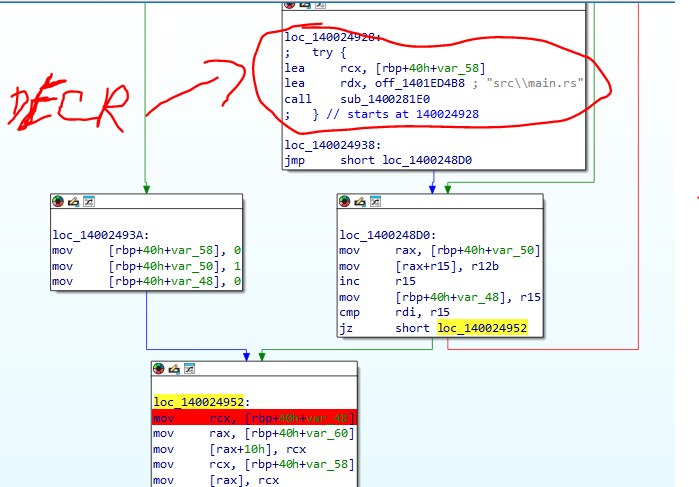 loc_140024928:
;   try {
lea     rcx, [rbp+40h+var_58]
lea     rdx, off_1401ED4B8 ; "src\\main.rs"
call    sub_1400281E0
;   } // starts at 140024928
DECR
loc_140024938:
jmp     short loc_1400248D0
loc_14002493A:
mov     [rbp+40h+var_58], 0
mov     [rbp+40h+var_50], 1
mov     [rbp+40h+var_48], 0
loc_1400248D0:
mov     rax, [rbp+40h+var_50]
mov     [rax+r15], r12b
inc     r15
mov     [rbp+40h+var_48], r15
cmp     rdi, r15
jz      short loc_140024952
loc_140024952:
mov     rcx, [rbp+40h+var_48]
mov     rax, [rbp+40h+var_60]
mov     [rax+10h], rcx
mov     rcx, [rbp+40h+var_58]
mov     [rax], rcx